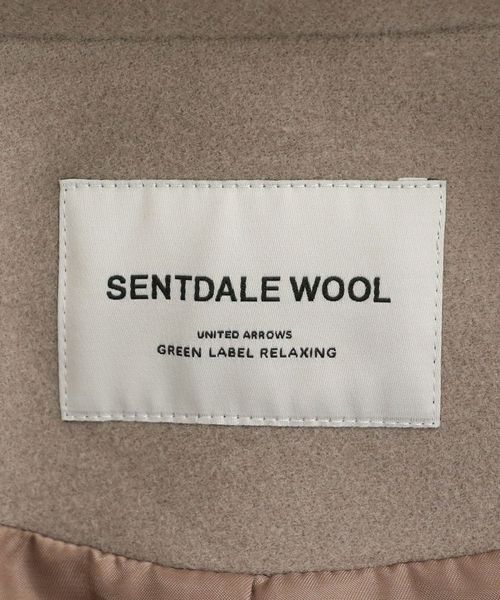 SENTDALE WOOL
UNITED ARROWS
GREEN LABEL RELAXING